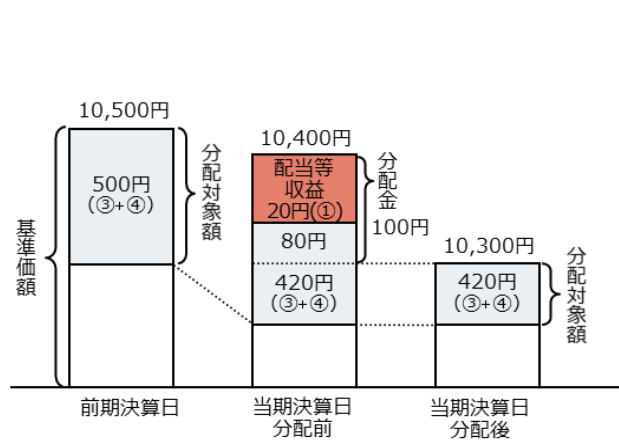 10,500円
500円
(③+④)
分配対象額
基準価額
前期決算日
10,400円
配当等
収益
20円(①)
80円
420円
(③+④)
分配金
100円
当期決算日
分配前
10,300円
420円
(③+④)
分配対象額
当期決算日
分配後